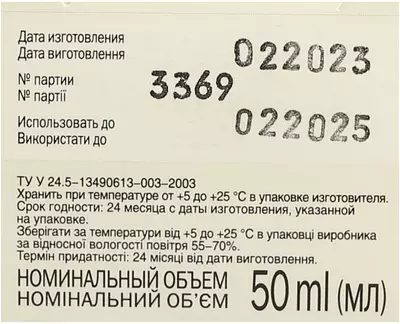 Дата изготовления
Дата виготовлення 022023
№ партии 3369
№ партії
Использовать до
Використати до 022025
ТУ У 24.5-13490613-003-2003
Хранить при температуре от +5 до +25 °C в упаковке изготовителя.
Срок годности: 24 месяца с даты изготовления, указанной
на упаковке.
Зберігати за температури від +5 до +25 °C в упаковці виробника
за відносної вологості повітря 55–70%.
Термін придатності: 24 місяці від дати виготовлення.
НОМИНАЛЬНЫЙ ОБЪЕМ
НОМІНАЛЬНИЙ ОБ'ЄМ 50 ml (мл)